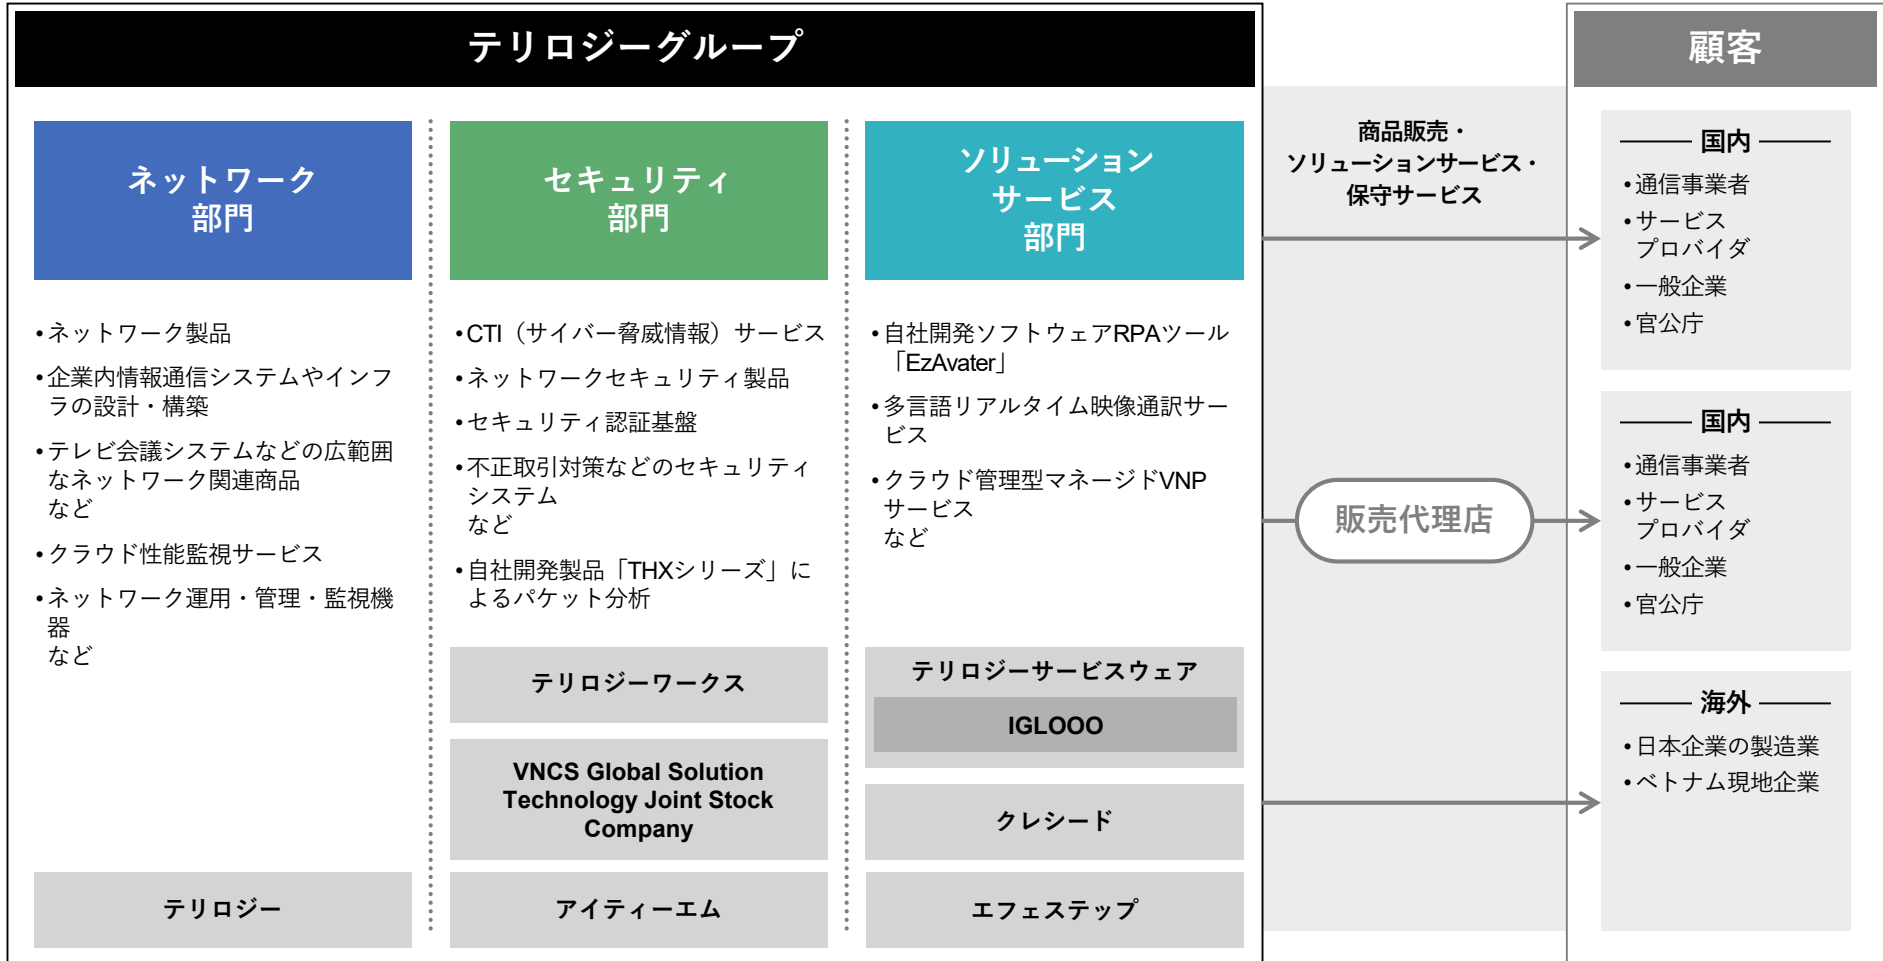 テリロジーグループ
ネットワーク
部門
•ネットワーク製品
•企業内情報通信システムやインフ
ラの設計・構築
•テレビ会議システムなどの広範囲
なネットワーク関連商品
など
•クラウド性能監視サービス
•ネットワーク運用・管理・監視機
器
など
テリロジー
セキュリティ
部門
•CTI（サイバー脅威情報）サービス
•ネットワークセキュリティ製品
•セキュリティ認証基盤
•不正取引対策などのセキュリティ
システム
など
•自社開発製品「THXシリーズ」に
よるパケット分析
テリロジーワークス
VNCS Global Solution
Technology Joint Stock
Company
アイティーエム
ソリューション
サービス
部門
•自社開発ソフトウェアRPAツール
「EzAvater」
•多言語リアルタイム映像通訳サー
ビス
•クラウド管理型マネージドVNP
サービス
など
テリロジーサービスウェア
IGLOOO
クレシード
エフェステップ
商品販売・
ソリューションサービス・
保守サービス
販売代理店
顧客
国内
•通信事業者
•サービス
プロバイダ
•一般企業
•官公庁
国内
•通信事業者
•サービス
プロバイダ
•一般企業
•官公庁
海外
•日本企業の製造業
•ベトナム現地企業